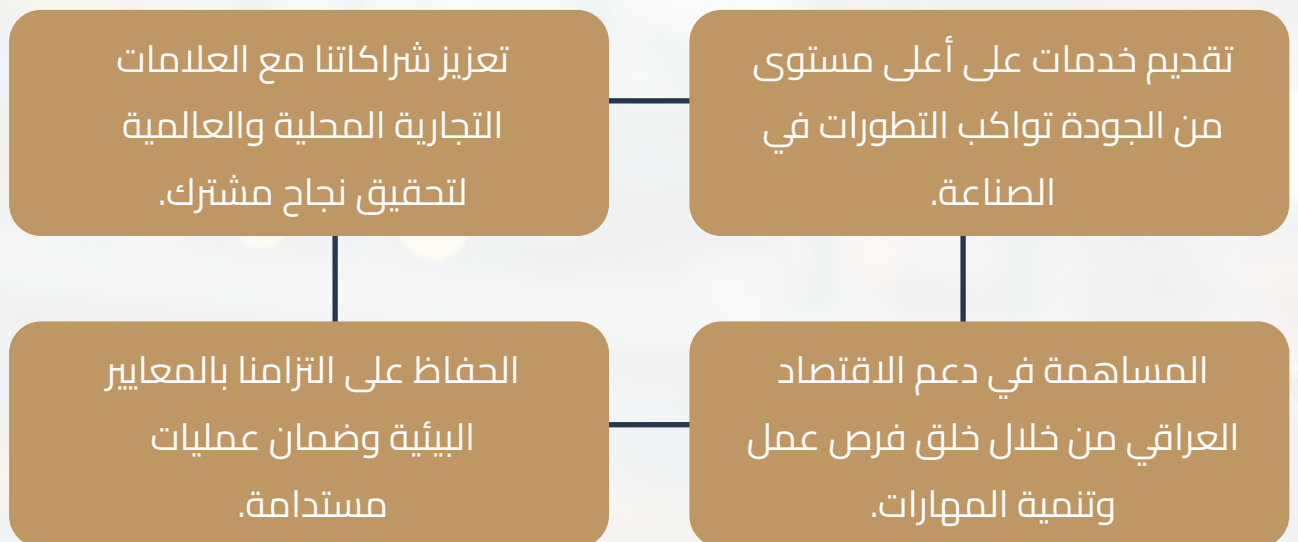 تقديم خدمات على أعلى مستوى
من الجودة تواكب التطورات في
الصناعة.
تعزيز شراكاتنا مع العلامات
التجارية المحلية والعالمية
لتحقيق نجاح مشترك.
المساهمة في دعم الاقتصاد
العراقي من خلال خلق فرص عمل
وتنمية المهارات.
الحفاظ على التزامنا بالمعايير
البيئية وضمان عمليات
مستدامة.